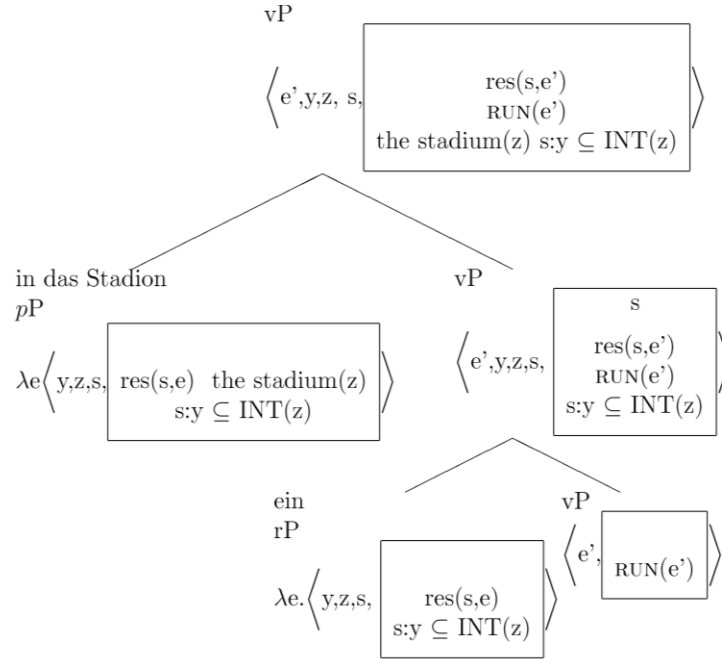 vP
⟨e’,y,z, s,
res(s,e’)
RUN(e’)
the stadium(z) s:y ⊆ INT(z)⟩
in das Stadion
pP
λe⟨y,z,s, res(s,e) the stadium(z)
s:y ⊆ INT(z)⟩
vP
s
⟨e’,y,z,s,
res(s,e’)
RUN(e’)
s:y ⊆ INT(z)⟩
ein
rP
λe.⟨y,z,s, res(s,e)
s:y ⊆ INT(z)⟩
vP
⟨e’,
RUN(e’)⟩